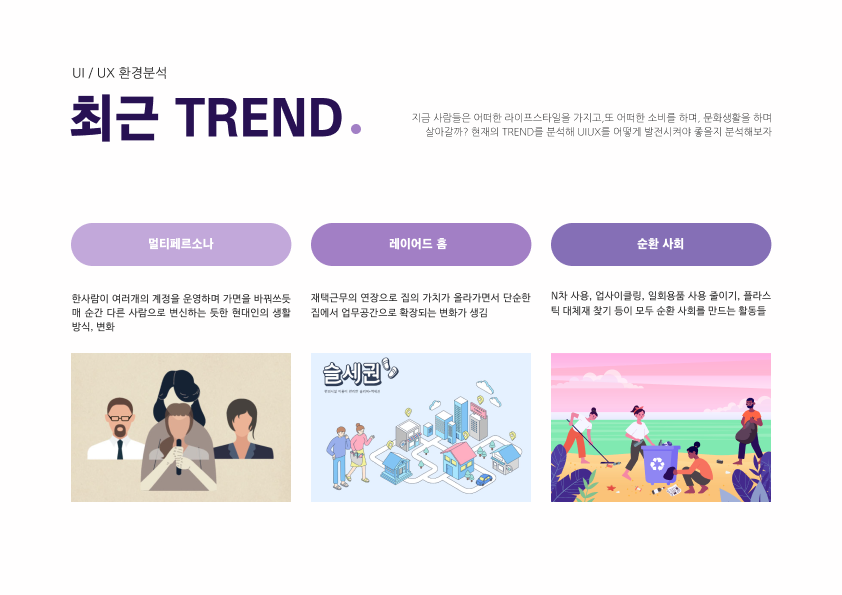 UI / UX 환경분석
최근 TREND.
지금 사람들은 어떠한 라이프스타일을 가지고,또 어떠한 소비를 하며, 문화생활을 하며
살아갈까? 현재의 TREND를 분석해 UIUX를 어떻게 발전시켜야 좋을지 분석해보자
멀티페르소나
레이어드 홈
순환 사회
한사람이 여러개의 계정을 운영하며 가면을 바꿔쓰듯
매 순간 다른 사람으로 변신하는 듯한 현대인의 생활
방식, 변화
재택근무의 연장으로 집의 가치가 올라가면서 단순한
집에서 업무공간으로 확장되는 변화가 생김
N차 사용, 업사이클링, 일회용품 사용 줄이기, 플라스
틱 대체재 찾기 등이 모두 순환 사회를 만드는 활동들
슬세권